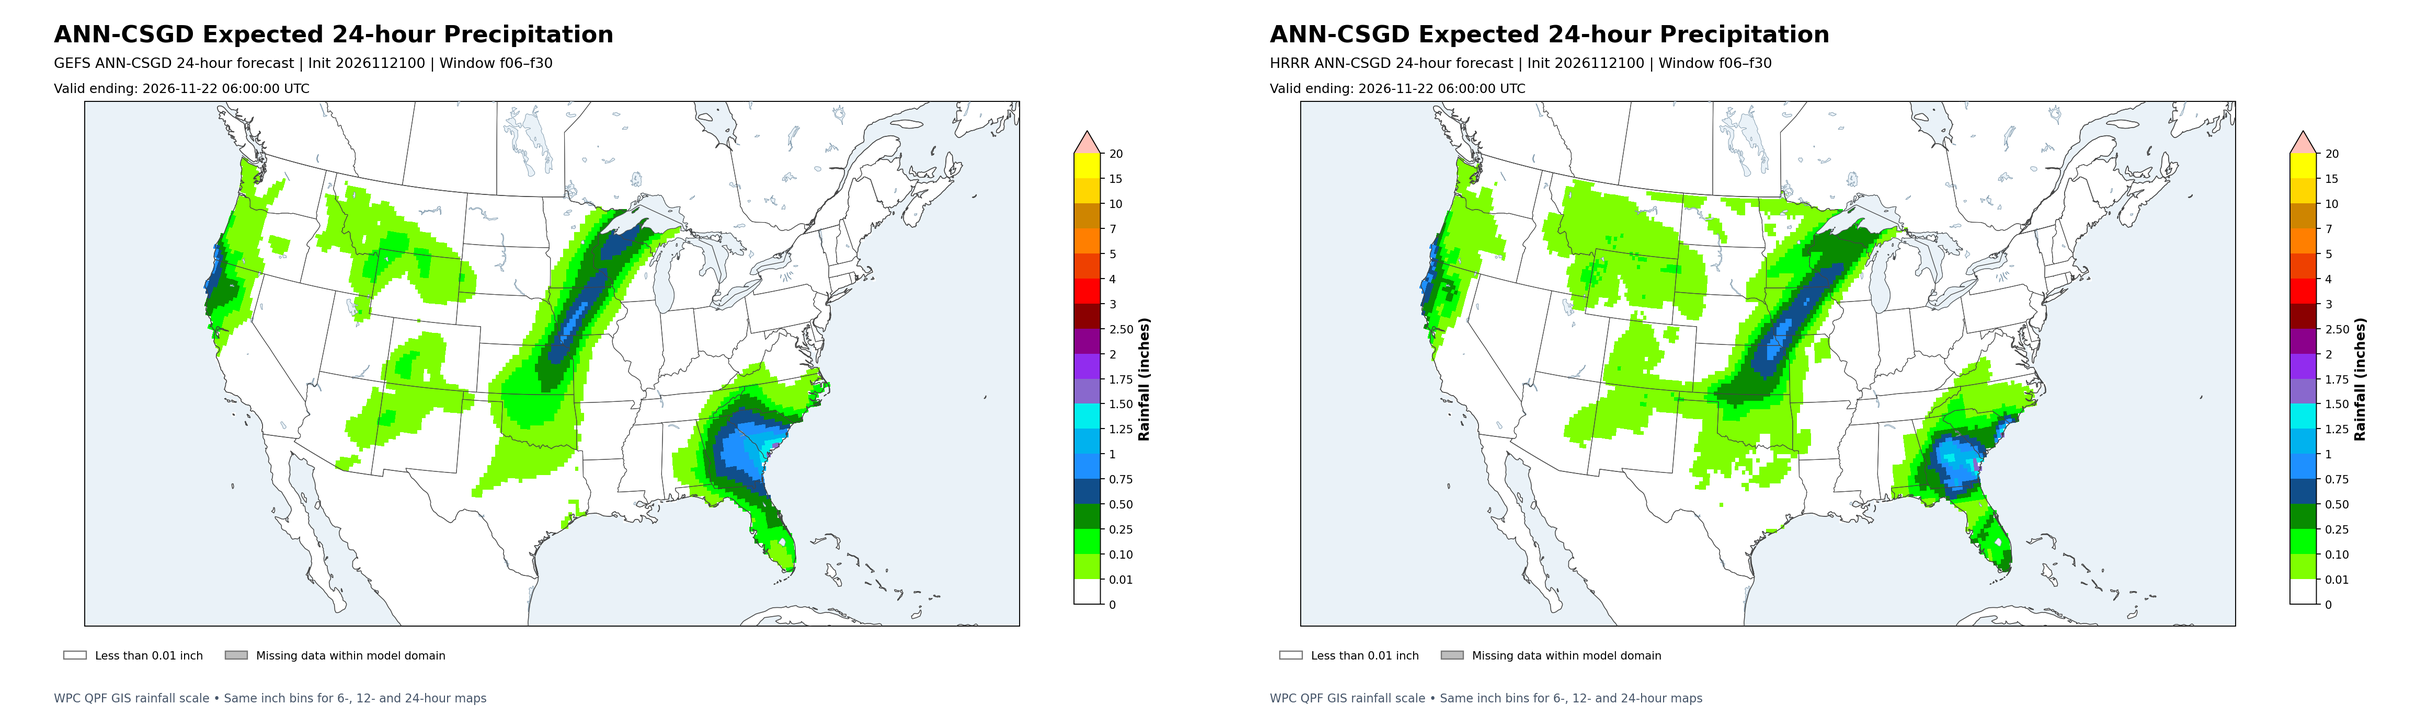 ANN-CSGD Expected 24-hour Precipitation
GEFS ANN-CSGD 24-hour forecast | Init 2026112100 | Window f06–f30
Valid ending: 2026-11-22 06:00:00 UTC
20
15
10
7
5
4
3
2.50
2
1.75
1.50
1.25
1
0.75
0.50
0.25
0.10
0.01
0
Rainfall (inches)
Less than 0.01 inch
Missing data within model domain
WPC QPF GIS rainfall scale • Same inch bins for 6-, 12- and 24-hour maps
ANN-CSGD Expected 24-hour Precipitation
HRRR ANN-CSGD 24-hour forecast | Init 2026112100 | Window f06–f30
Valid ending: 2026-11-22 06:00:00 UTC
20
15
10
7
5
4
3
2.50
2
1.75
1.50
1.25
1
0.75
0.50
0.25
0.10
0.01
0
Rainfall (inches)
Less than 0.01 inch
Missing data within model domain
WPC QPF GIS rainfall scale • Same inch bins for 6-, 12- and 24-hour maps